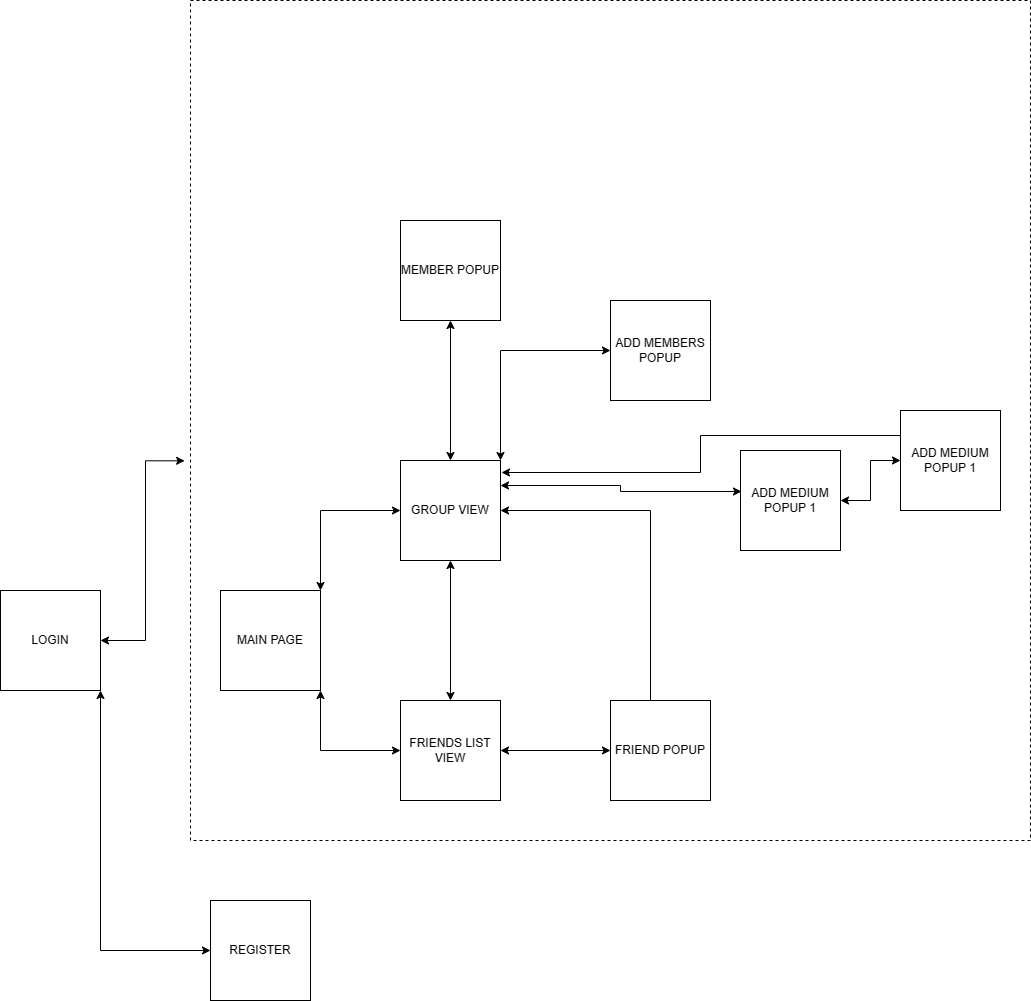 MEMBER POPUP
ADD MEMBERS
POPUP
ADD MEDIUM
POPUP 1
ADD MEDIUM
POPUP 1
GROUP VIEW
LOGIN
MAIN PAGE
FRIENDS LIST
VIEW
FRIEND POPUP
REGISTER